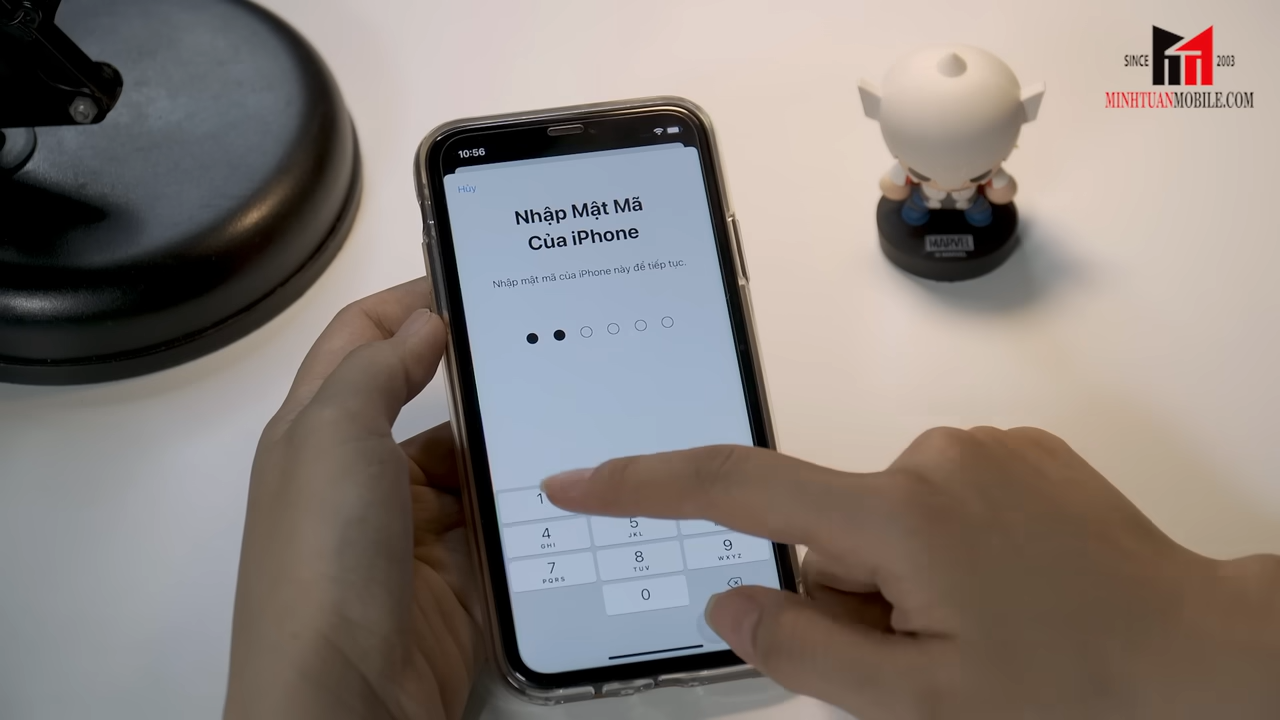 SINCE 2003
MINHTUANMOBILE.COM
10:56
Hủy
Nhập Mật Mã
Của iPhone
Nhập mật mã của iPhone này để tiếp tục.
1
4 5
GHI JKL
7 8 9
PQRS TUV WXYZ
0
MARVEL